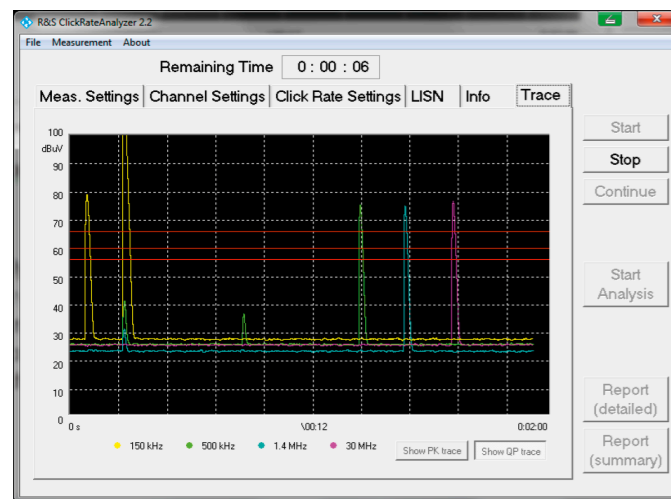 R&S ClickRateAnalyzer 2.2
File Measurement About
Remaining Time 0 : 00 : 06
Meas. Settings Channel Settings Click Rate Settings LISN Info Trace
100
dBuV
90
80
70
60
50
40
30
20
10
0
0 s \00:12 0:02:00
150 kHz 500 kHz 1.4 MHz 30 MHz
Show PK trace Show QP trace
Start
Stop
Continue
Start
Analysis
Report
(detailed)
Report
(summary)